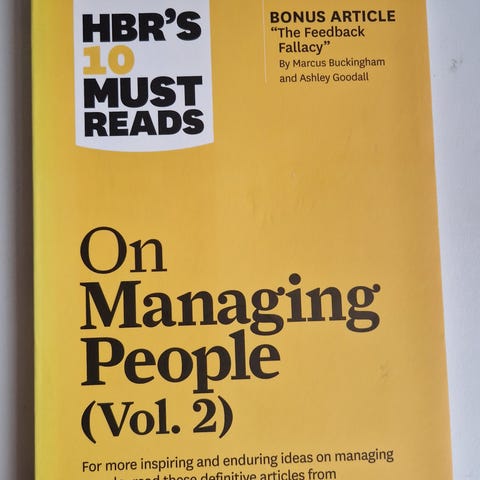 HBR'S
10
MUST
READS
BONUS ARTICLE
“The Feedback
Fallacy”
By Marcus Buckingham
and Ashley Goodall
On
Managing
People
(Vol. 2)
For more inspiring and enduring ideas on managing
read these definitive articles from